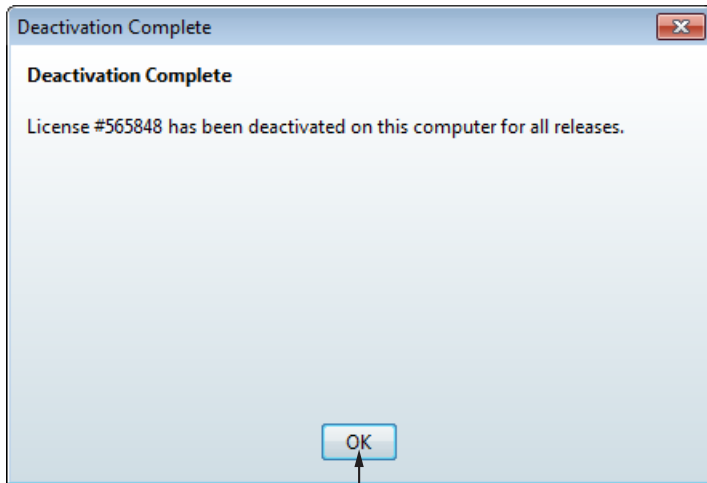 Deactivation Complete
Deactivation Complete
License #565848 has been deactivated on this computer for all releases.
OK